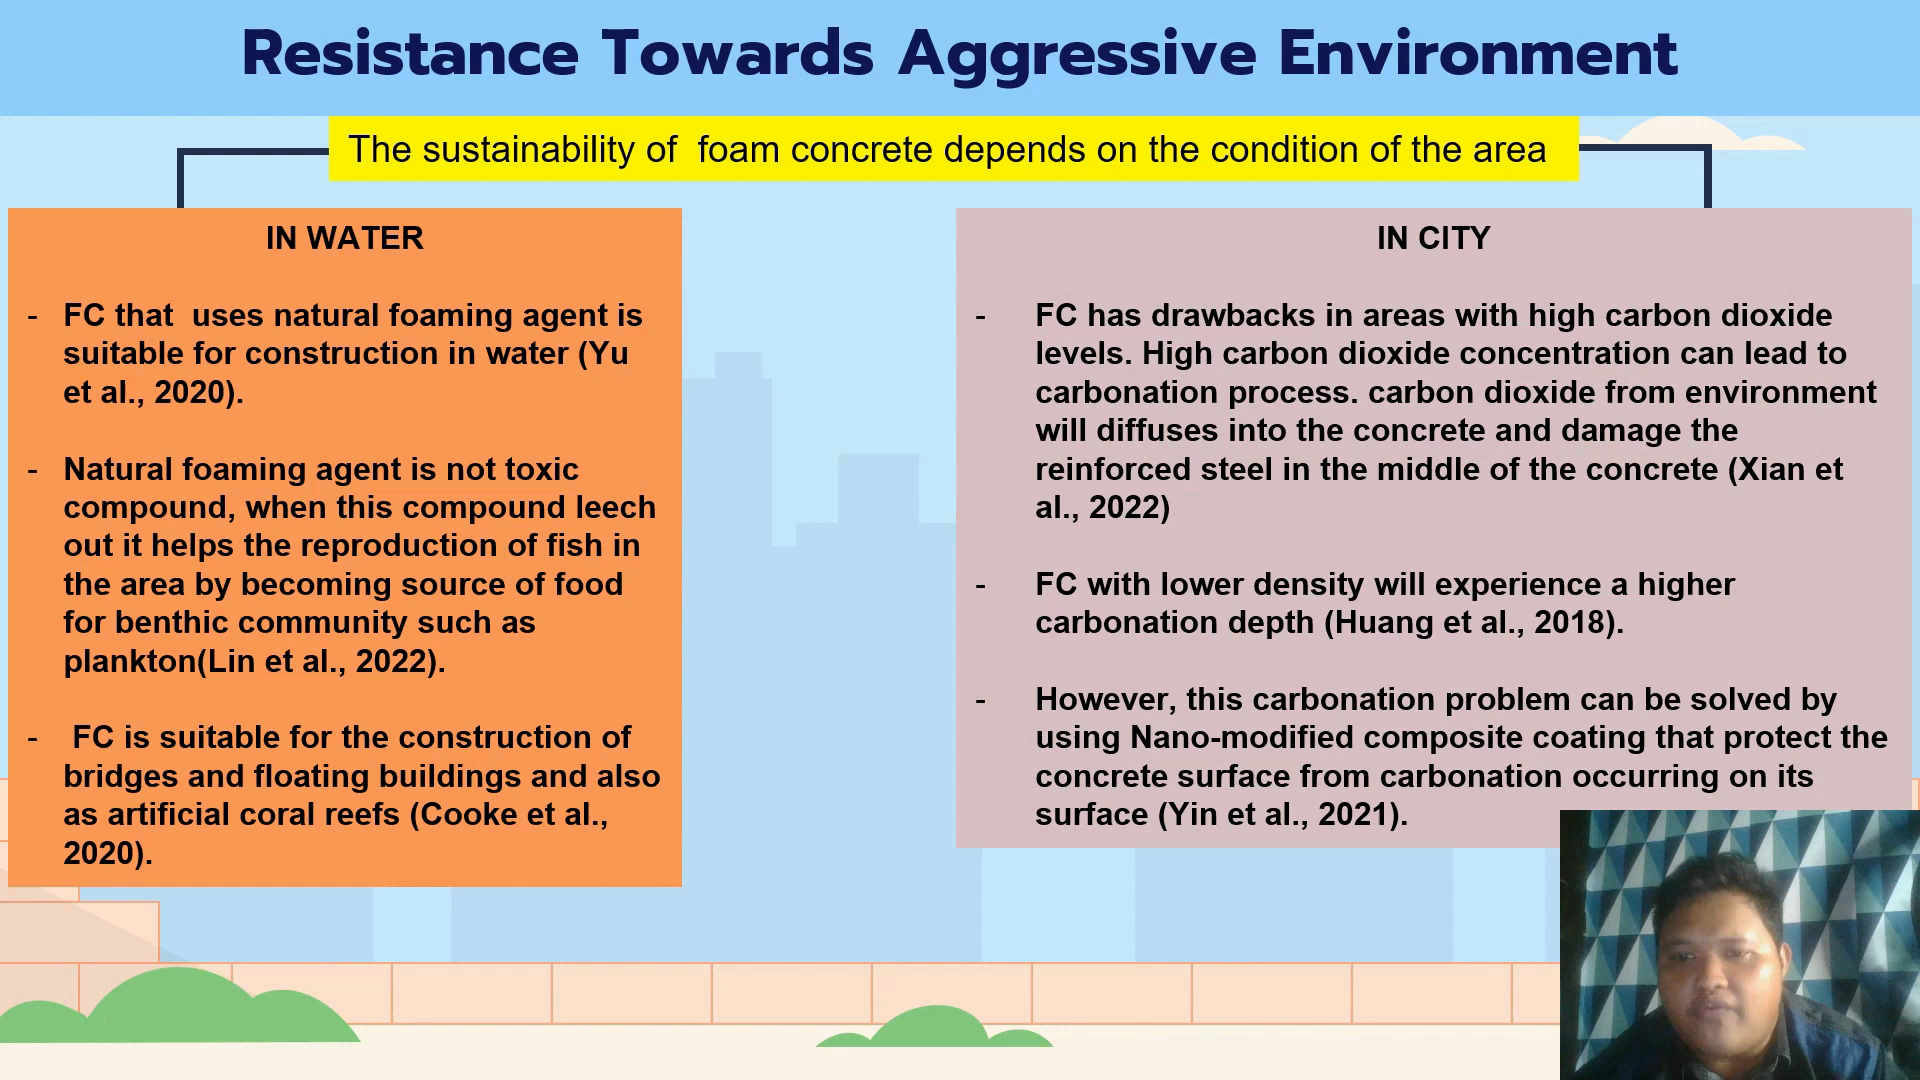 Resistance Towards Aggressive Environment
The sustainability of  foam concrete depends on the condition of the area
IN WATER
- FC that  uses natural foaming agent is
suitable for construction in water (Yu
et al., 2020).
- Natural foaming agent is not toxic
compound, when this compound leech
out it helps the reproduction of fish in
the area by becoming source of food
for benthic community such as
plankton(Lin et al., 2022).
- FC is suitable for the construction of
bridges and floating buildings and also
as artificial coral reefs (Cooke et al.,
2020).
IN CITY
- FC has drawbacks in areas with high carbon dioxide
levels. High carbon dioxide concentration can lead to
carbonation process. carbon dioxide from environment
will diffuses into the concrete and damage the
reinforced steel in the middle of the concrete (Xian et
al., 2022)
- FC with lower density will experience a higher
carbonation depth (Huang et al., 2018).
- However, this carbonation problem can be solved by
using Nano-modified composite coating that protect the
concrete surface from carbonation occurring on its
surface (Yin et al., 2021).